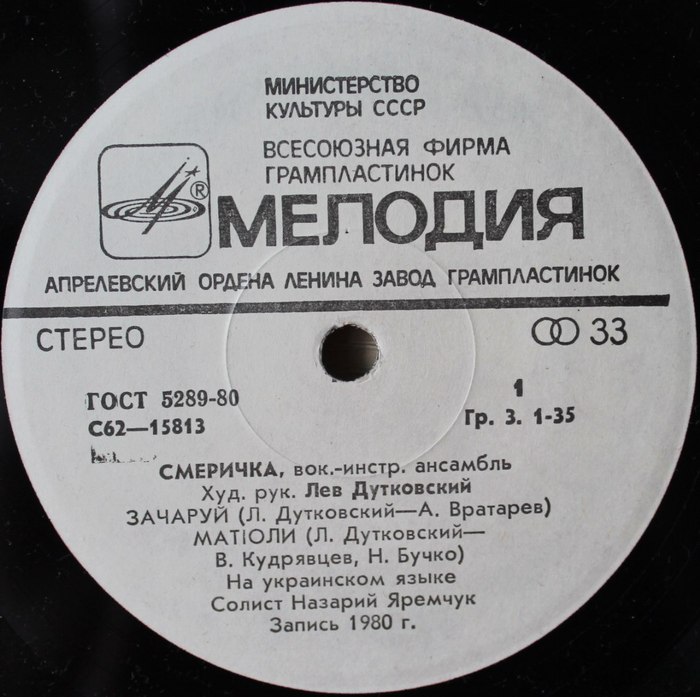 МИНИСТЕРСТВО
КУЛЬТУРЫ СССР
ВСЕСОЮЗНАЯ ФИРМА
ГРАМПЛАСТИНОК
®
МЕЛОДИЯ
АПРЕЛЕВСКИЙ ОРДЕНА ЛЕНИНА ЗАВОД ГРАМПЛАСТИНОК
СТЕРЕО
33
ГОСТ 5289-80
С62—15813
1
Гр. 3. 1-35
СМЕРИЧКА, вок.-инстр. ансамбль
Худ. рук. Лев Дутковский
ЗАЧАРУЙ (Л. Дутковский—А. Вратарев)
МАТІОЛИ (Л. Дутковский—
В. Кудрявцев, Н. Бучко)
На украинском языке
Солист Назарий Яремчук
Запись 1980 г.